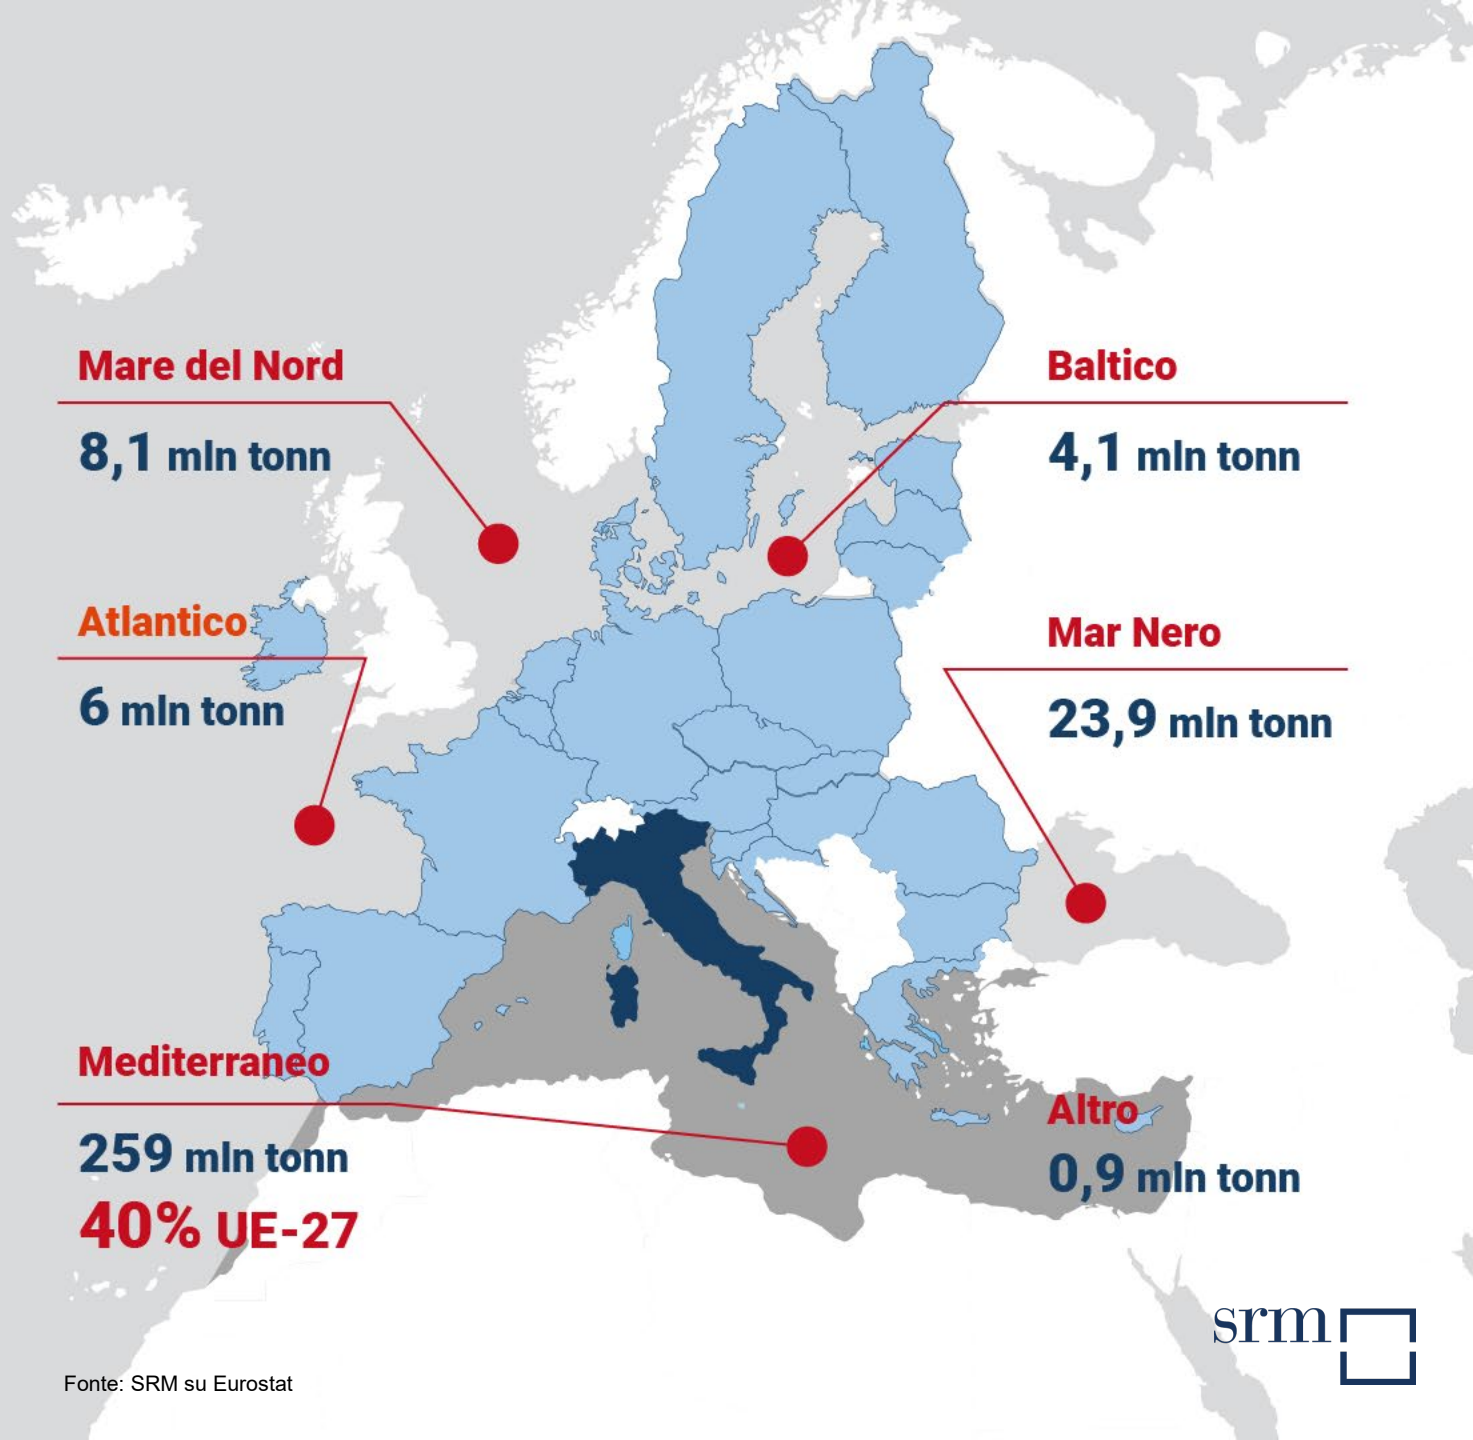 Mare del Nord
8,1 mln tonn
Baltico
4,1 mln tonn
Atlantico
6 mln tonn
Mar Nero
23,9 mln tonn
Mediterraneo
259 mln tonn
40% UE-27
Altro
0,9 mln tonn
srm
Fonte: SRM su Eurostat